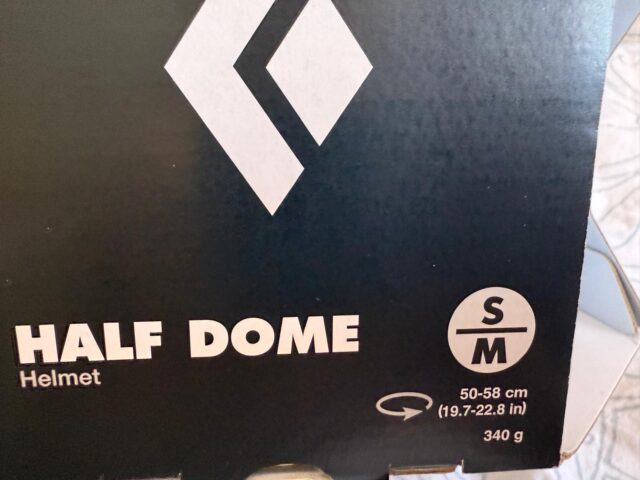 HALF DOME
Helmet
S
M
50-58 cm
(19.7-22.8 in)
340 g